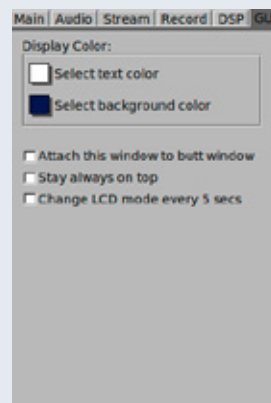 Main Audio Stream Record DSP GU
Display Color:
Select text color
Select background color
Attach this window to butt window
Stay always on top
Change LCD mode every 5 secs